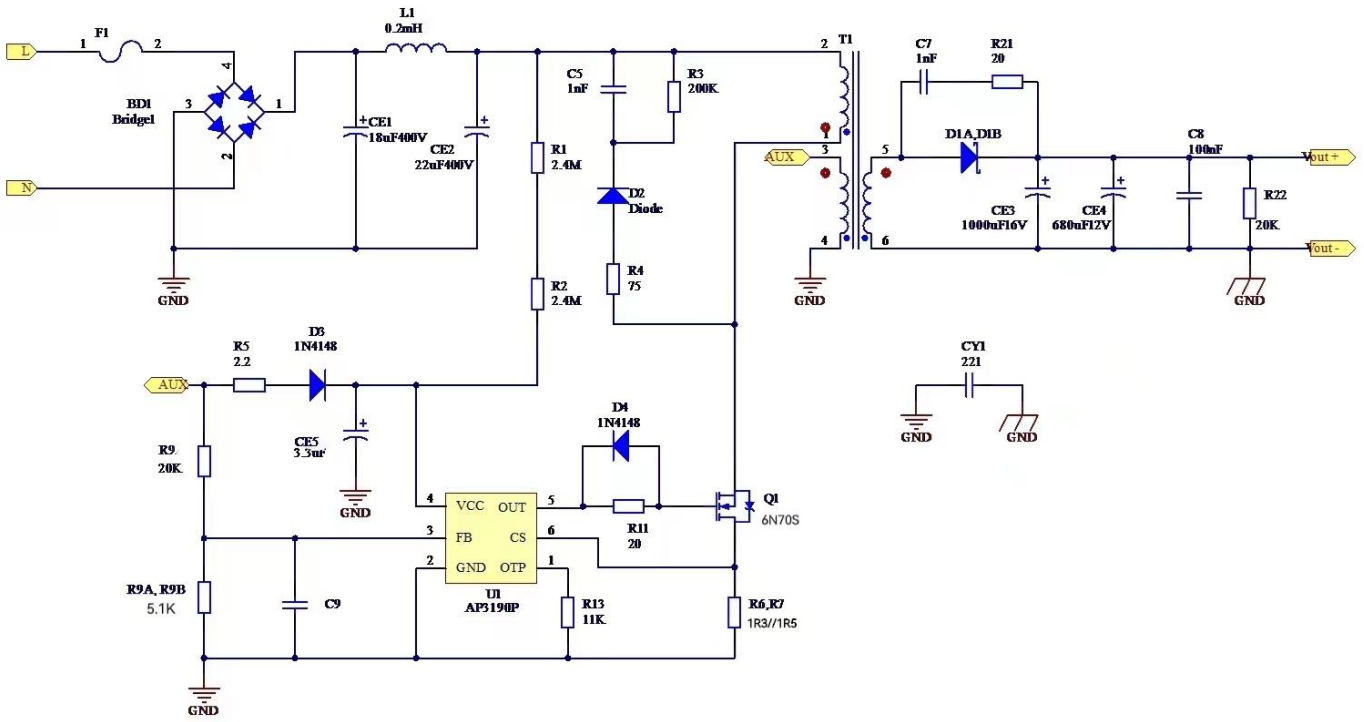 L
1
F1
2
4
BD1
Bridge1
3
1
2
N
L1
0.2mH
CE1
+
18uF400V
+
CE2
22uF400V
GND
C5
1nF
R3
200K
R1
2.4M
D2
Diode
R4
75
R2
2.4M
2
T1
1
AUX
3
4
5
6
GND
C7
1nF
R21
20
D1A,D1B
C8
100nF
Vout+
+
CE3
1000uF16V
+
CE4
680uF12V
R22
20K
Vout-
GND
CY1
221
GND
GND
AUX
R5
2.2
D3
1N4148
+
CE5
3.3uF
GND
R9
20K
R9A, R9B
5.1K
C9
GND
4
VCC
OUT
5
3
FB
CS
6
2
GND
OTP
1
U1
AP3190P
D4
1N4148
R11
20
Q1
6N70S
R13
11K
R6,R7
1R3//1R5